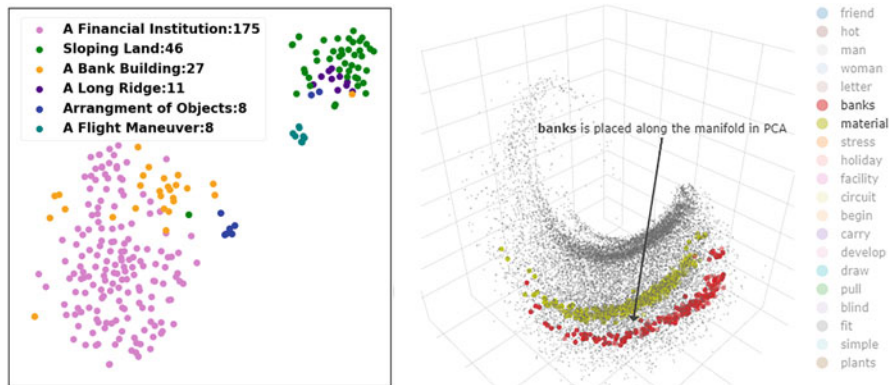 A Financial Institution:175
Sloping Land:46
A Bank Building:27
A Long Ridge:11
Arrangment of Objects:8
A Flight Maneuver:8
banks is placed along the manifold in PCA
friend
hot
man
woman
letter
banks
material
stress
holiday
facility
circuit
begin
carry
develop
draw
pull
blind
fit
simple
plants